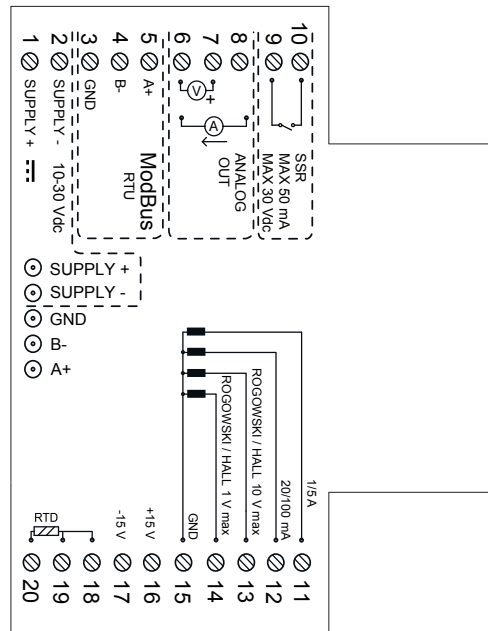 1
2
3
4
5
6
7
8
9
10
SUPPLY +
SUPPLY -
10-30 Vdc
GND
B-
A+
ModBus
RTU
V
+
A
ANALOG
OUT
SSR
MAX 50 mA
MAX 30 Vdc
SUPPLY +
SUPPLY -
GND
B-
A+
RTD
-15 V
+15 V
GND
ROGOWSKI / HALL 1 V max
ROGOWSKI / HALL 10 V max
20/100 mA
1/5 A
20
19
18
17
16
15
14
13
12
11